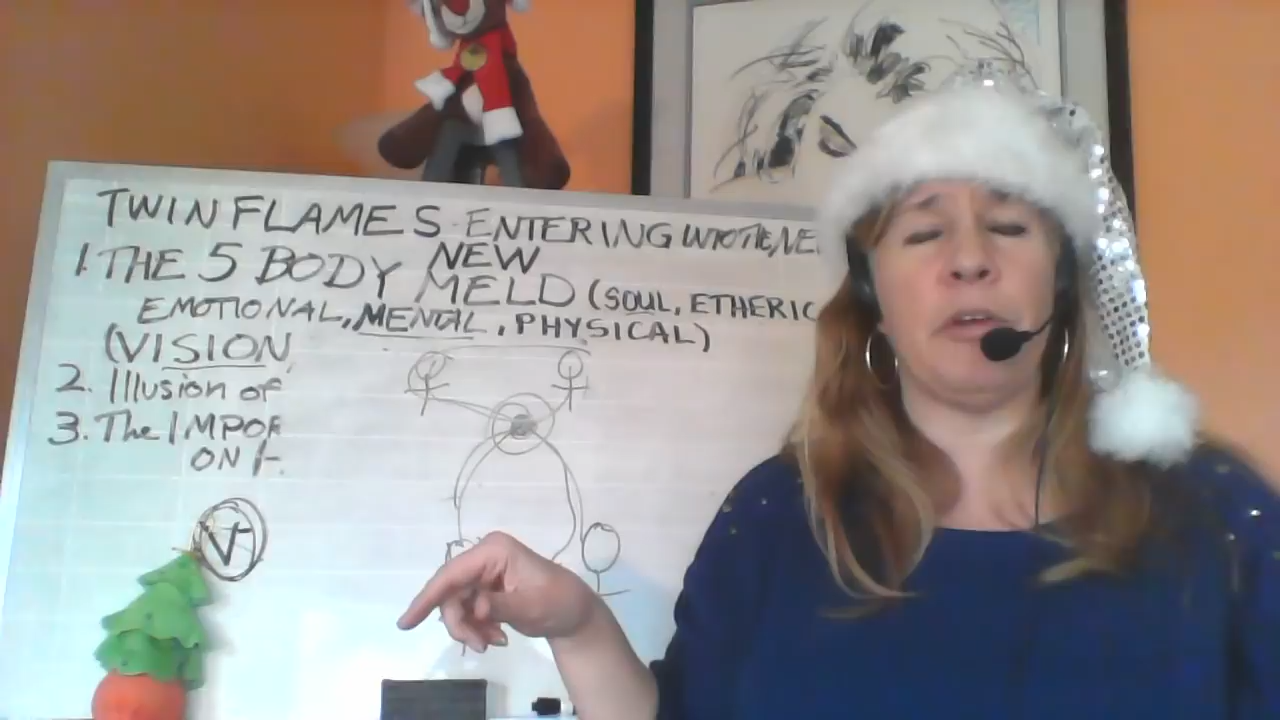 TWIN FLAMES. ENTERING
1. THE 5 BODY NEW MELD (SOUL, ETHERIC
EMOTIONAL, MENTAL, PHYSICAL)
(VISION
2. Illusion of
3. The IMPOR
ON
V